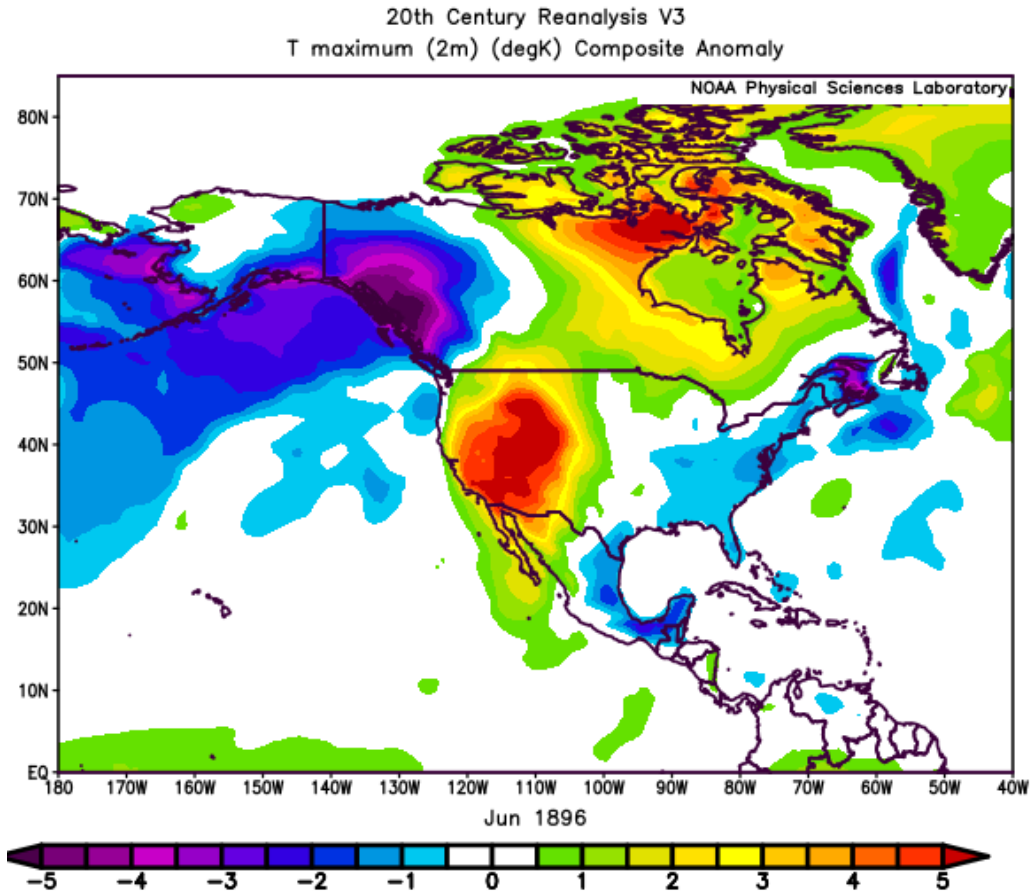 20th Century Reanalysis V3
T maximum (2m) (degK) Composite Anomaly
NOAA Physical Sciences Laboratory
80N
70N
60N
50N
40N
30N
20N
10N
EQ
180 170W 160W 150W 140W 130W 120W 110W 100W 90W 80W 70W 60W 50W 40W
Jun 1896
-5 -4 -3 -2 -1 0 1 2 3 4 5